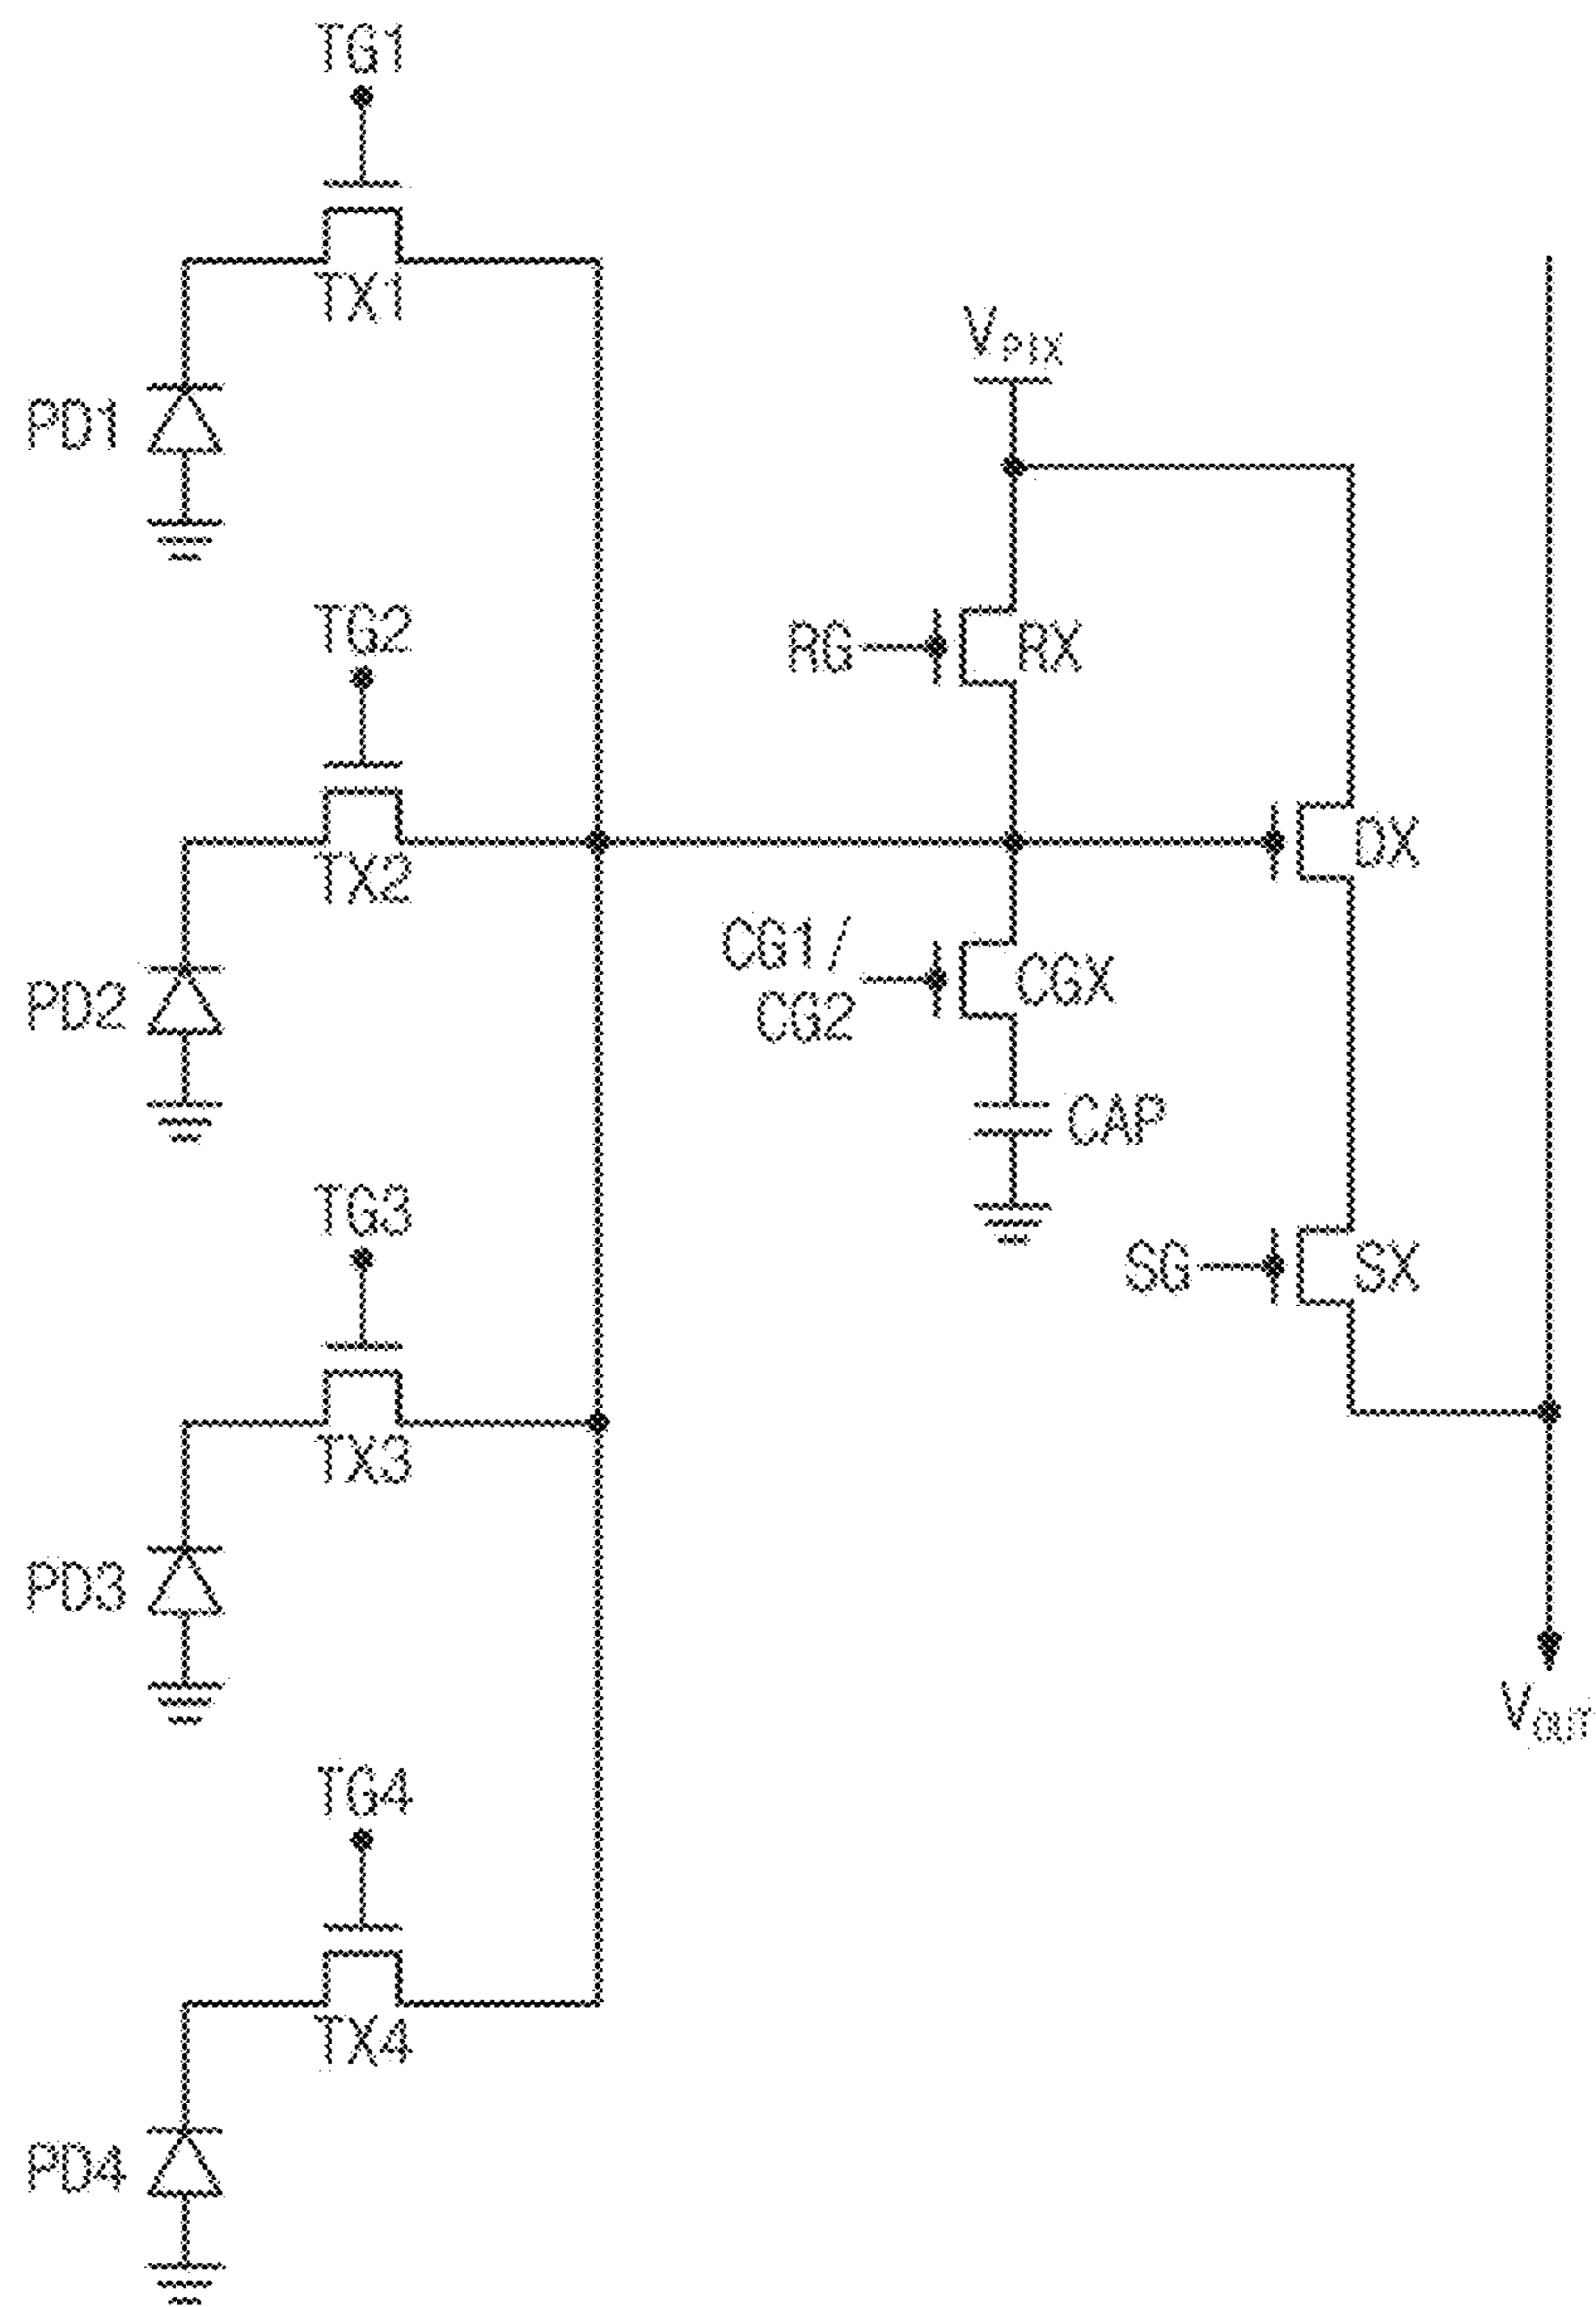 TG1
TX1
PD1
VPIX
TG2
RG
RX
TX2
DX
CG1/
CG2
CGX
PD2
CAP
TG3
SG
SX
TX3
PD3
VOUT
TG4
TX4
PD4